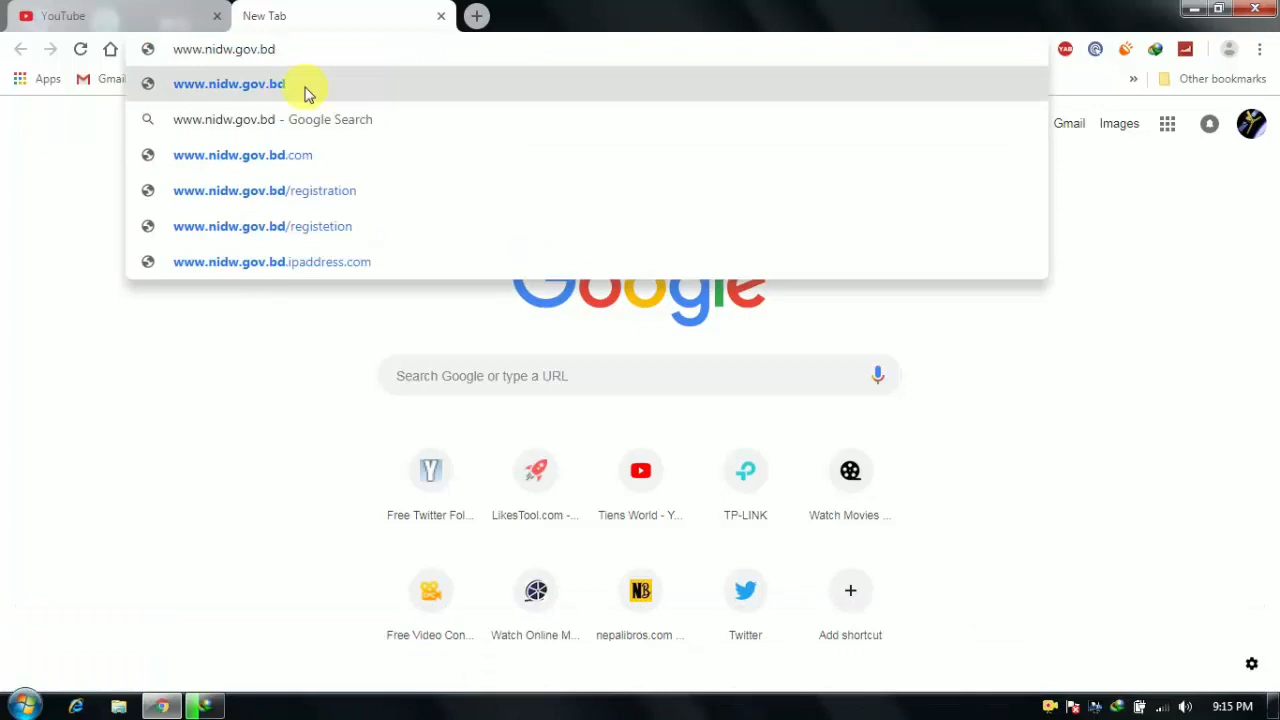 YouTube
New Tab
www.nidw.gov.bd
Apps
Gmail
www.nidw.gov.bd
Other bookmarks
www.nidw.gov.bd - Google Search
Gmail
Images
www.nidw.gov.bd.com
www.nidw.gov.bd/registration
www.nidw.gov.bd/registetion
www.nidw.gov.bd.ipaddress.com
Google
Search Google or type a URL
Free Twitter Fol...
LikesTool.com -...
Tiens World - Y...
TP-LINK
Watch Movies ...
Free Video Con...
Watch Online M...
nepalibros.com ...
Twitter
Add shortcut
9:15 PM